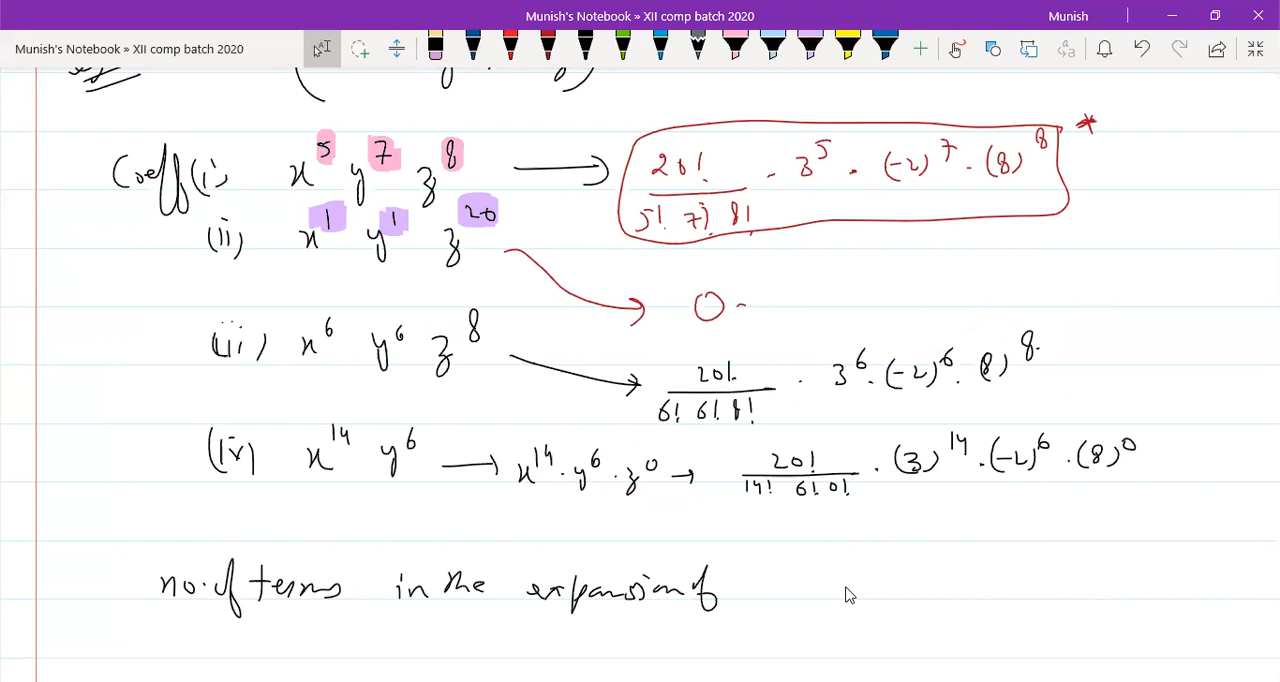 Munish's Notebook » XII comp batch 2020
Munish
Munish's Notebook » XII comp batch 2020
Coeff (i) x^5 y^7 z^8 → 20!/(5! 7! 8!) · 3^5 · (-2)^7 · (8)^8 *
(ii) x^1 y^1 z^20 → 0
(iii) x^6 y^6 z^8 → 20!/(6! 6! 8!) · 3^6 · (-2)^6 · (8)^8
(iv) x^14 y^6 → x^14 · y^6 · z^0 → 20!/(14! 6! 0!) · (3)^14 · (-2)^6 · (8)^0
no. of terms in the expansion of